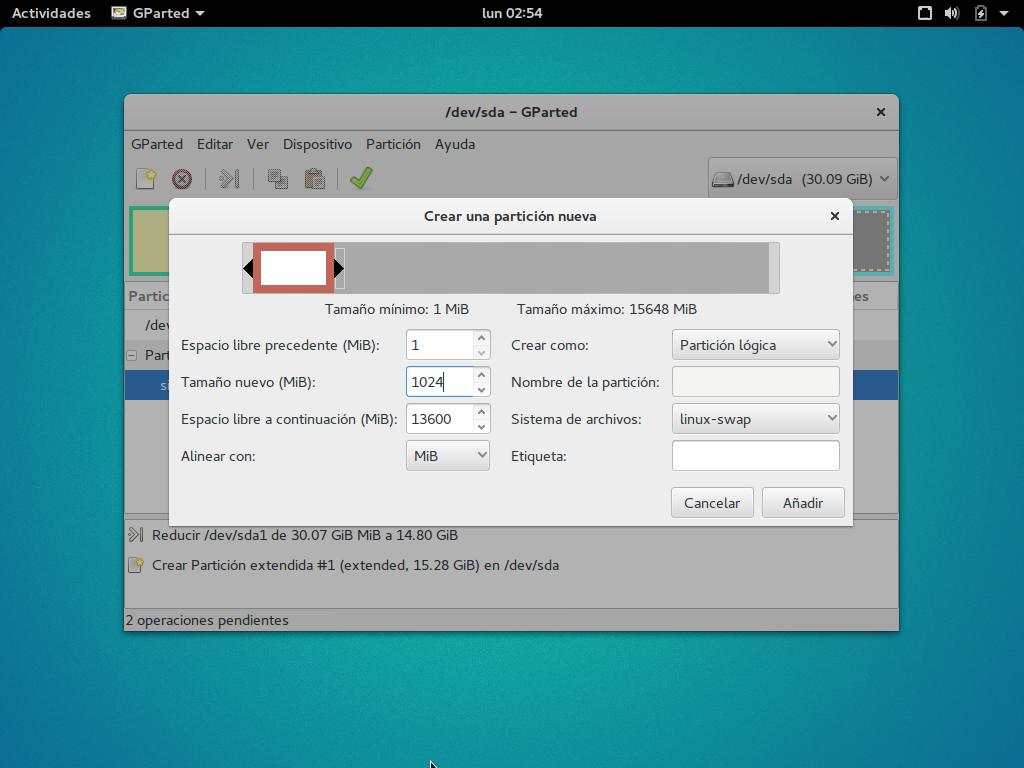 Actividades GParted lun 02:54
/dev/sda – GParted
GParted Editar Ver Dispositivo Partición Ayuda
/dev/sda (30.09 GiB)
Crear una partición nueva
Tamaño mínimo: 1 MiB Tamaño máximo: 15648 MiB
Espacio libre precedente (MiB): 1 Crear como: Partición lógica
Tamaño nuevo (MiB): 1024 Nombre de la partición:
Espacio libre a continuación (MiB): 13600 Sistema de archivos: linux-swap
Alinear con: MiB Etiqueta:
Cancelar Añadir
Reducir /dev/sda1 de 30.07 GiB MiB a 14.80 GiB
Crear Partición extendida #1 (extended, 15.28 GiB) en /dev/sda
2 operaciones pendientes